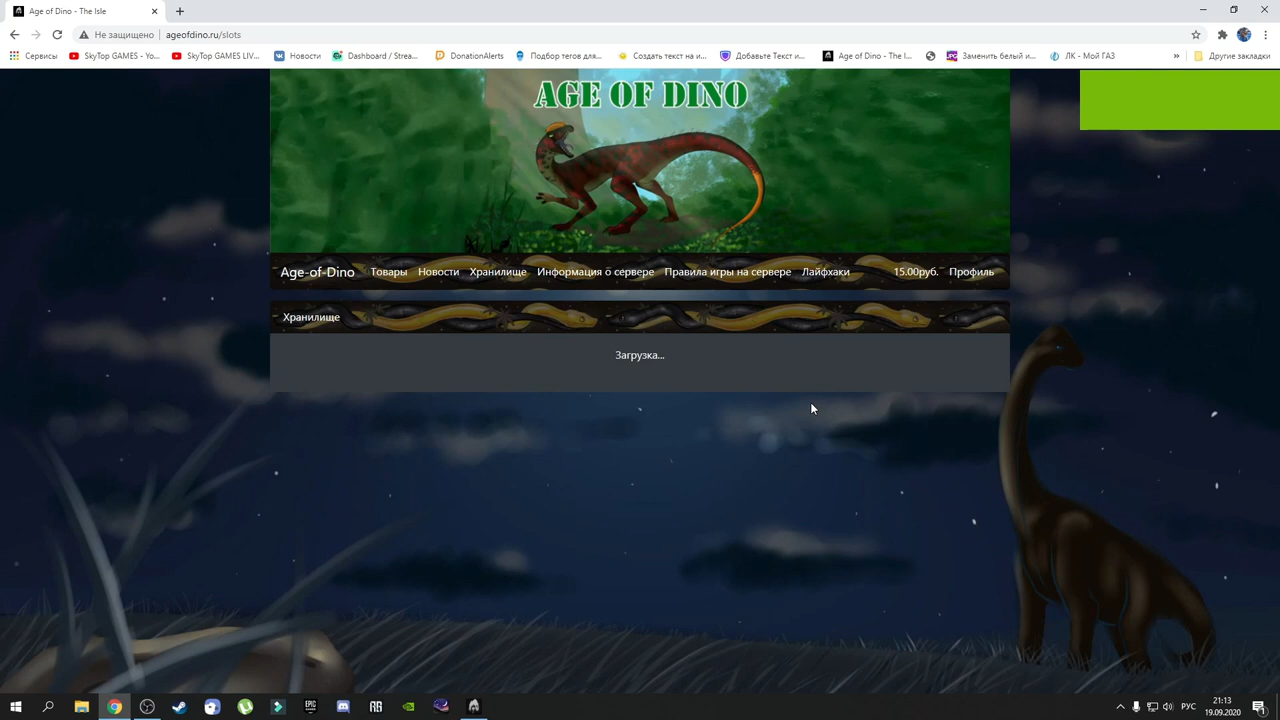 Age of Dino - The Isle
Не защищено
ageofdino.ru/slots
Сервисы
SkyTop GAMES - Yo...
SkyTop GAMES LIV...
Новости
Dashboard / Strea...
DonationAlerts
Подбор тегов для...
Создать текст на и...
Добавьте Текст и...
Age of Dino - The I...
Заменить белый и...
ЛК - Мой ГАЗ
»
Другие закладки
AGE OF DINO
Age-of-Dino Товары Новости Хранилище Информация о сервере Правила игры на сервере Лайфхаки 15.00руб. Профиль
Хранилище
Загрузка...
EPIC GAMES
RG
РУС
21:13
19.09.2020